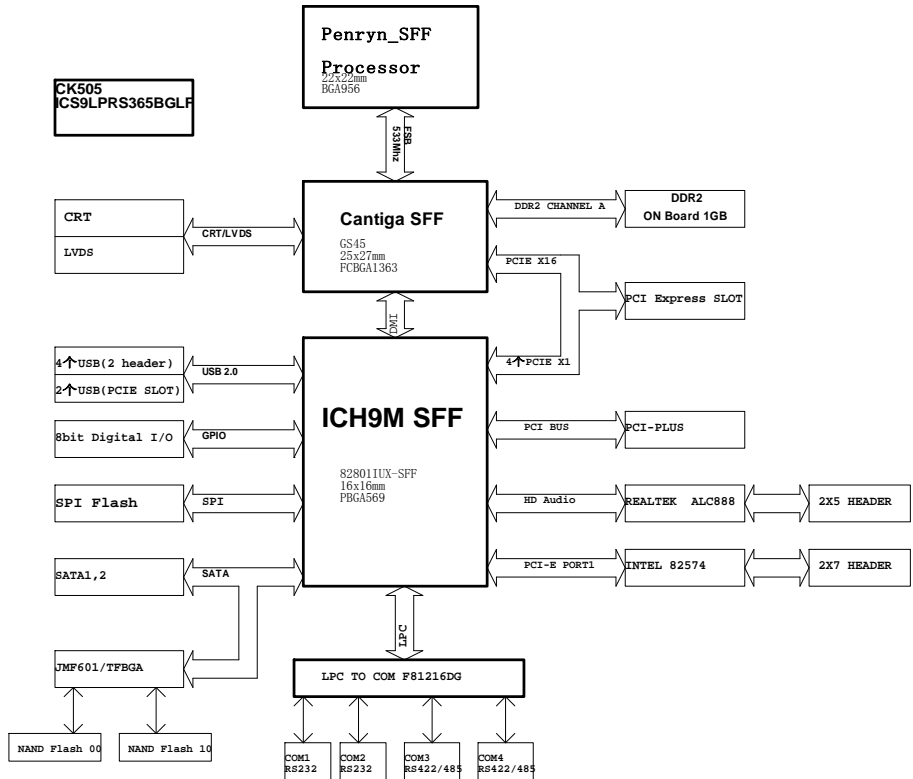 Penryn_SFF
Processor
22x22mm
BGA956
CK505
ICS9LPRS365BGLF
FSB
533Mhz
CRT
LVDS
CRT/LVDS
Cantiga SFF
GS45
25x27mm
FCBGA1363
DDR2 CHANNEL A
DDR2
ON Board 1GB
PCIE X16
PCI Express SLOT
DMI
4个PCIE X1
4个USB(2 header)
2个USB(PCIE SLOT)
USB 2.0
ICH9M SFF
82801IUX-SFF
16x16mm
PBGA569
8bit Digital I/O
GPIO
PCI BUS
PCI-PLUS
SPI Flash
SPI
HD Audio
REALTEK ALC888
2X5 HEADER
SATA1,2
SATA
PCI-E PORT1
INTEL 82574
2X7 HEADER
LPC
JMF601/TFBGA
LPC TO COM F81216DG
NAND Flash 00
NAND Flash 10
COM1
RS232
COM2
RS232
COM3
RS422/485
COM4
RS422/485